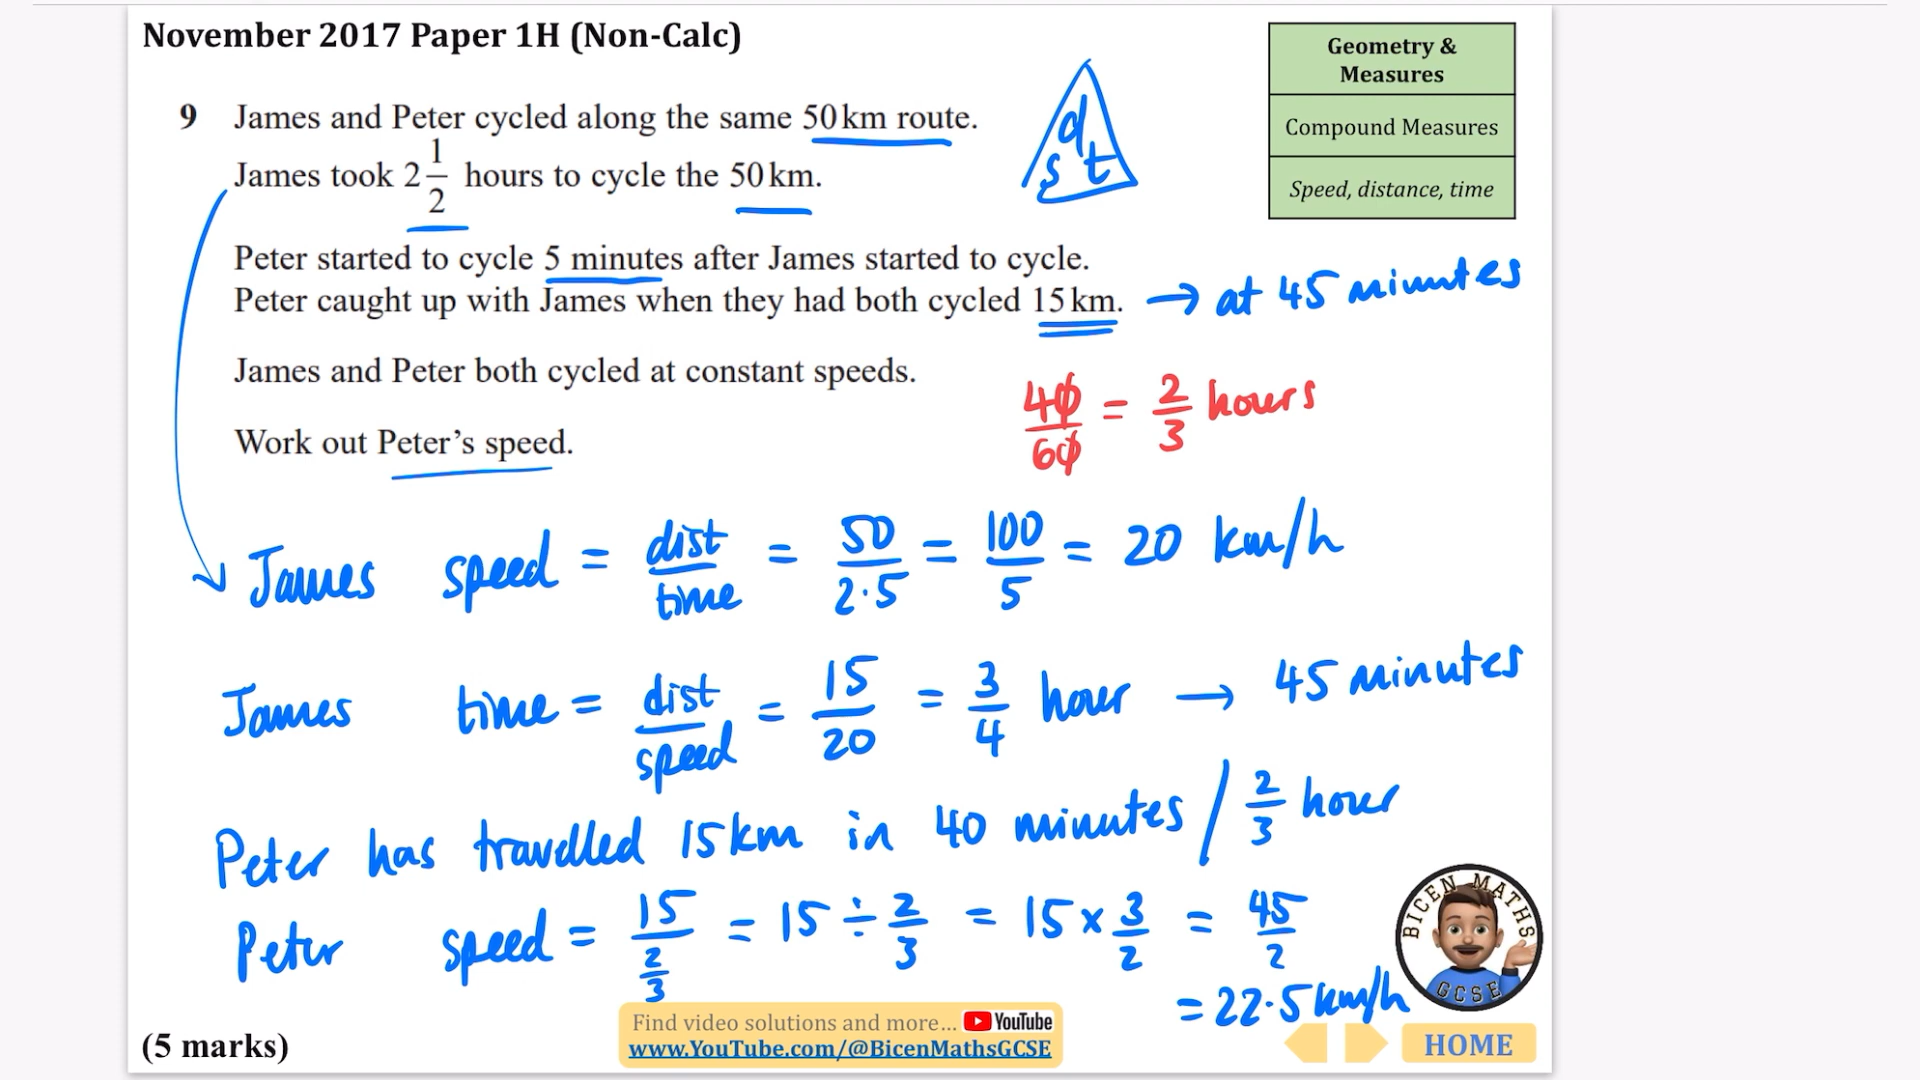 November 2017 Paper 1H (Non-Calc)
Geometry &
Measures
Compound Measures
Speed, distance, time
9 James and Peter cycled along the same 50 km route.
James took 2 1/2 hours to cycle the 50 km.
d
s t
Peter started to cycle 5 minutes after James started to cycle.
Peter caught up with James when they had both cycled 15 km. → at 45 minutes
James and Peter both cycled at constant speeds.
40/60 = 2/3 hours
Work out Peter's speed.
James speed = dist/time = 50/2·5 = 100/5 = 20 km/h
James time = dist/speed = 15/20 = 3/4 hour → 45 minutes
Peter has travelled 15km in 40 minutes / 2/3 hour
Peter speed = 15/(2/3) = 15 ÷ 2/3 = 15 × 3/2 = 45/2
= 22·5 km/h
BICEN MATHS
GCSE
(5 marks)
Find video solutions and more... YouTube
www.YouTube.com/@BicenMathsGCSE
HOME